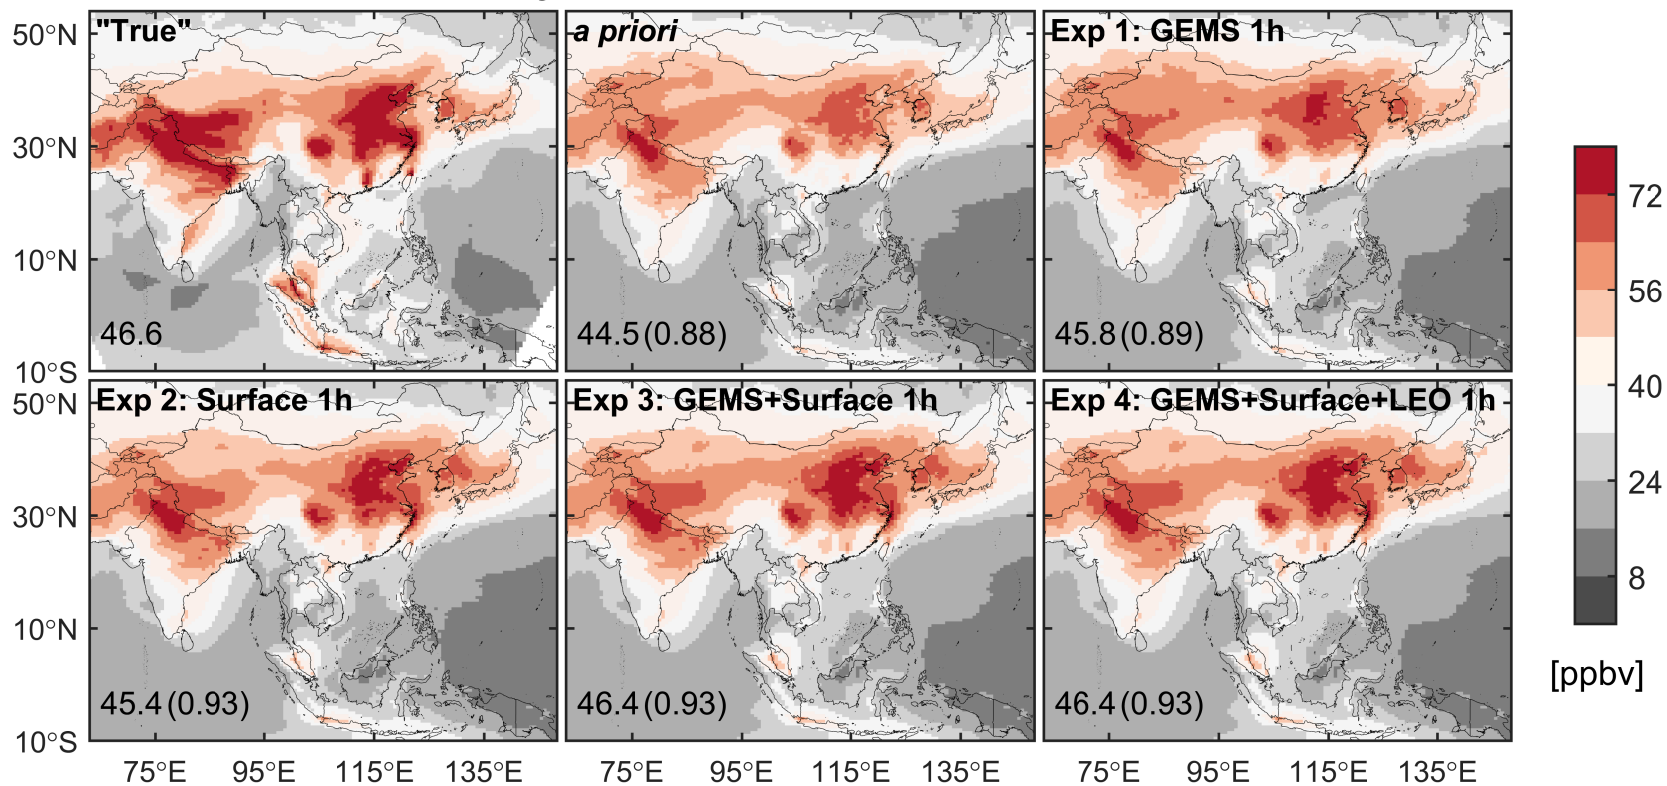 "True"
a priori
Exp 1: GEMS 1h
50°N
30°N
10°N
10°S
46.6
44.5(0.88)
45.8(0.89)
Exp 2: Surface 1h
Exp 3: GEMS+Surface 1h
Exp 4: GEMS+Surface+LEO 1h
50°N
30°N
10°N
10°S
45.4(0.93)
46.4(0.93)
46.4(0.93)
75°E 95°E 115°E 135°E
75°E 95°E 115°E 135°E
75°E 95°E 115°E 135°E
72
56
40
24
8
[ppbv]